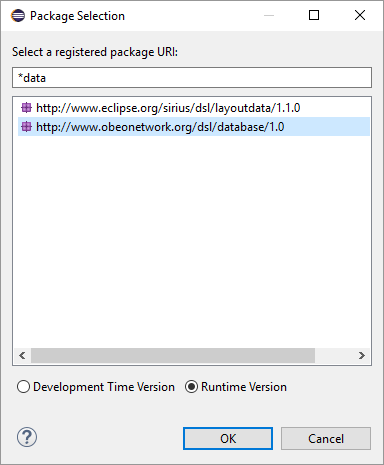 Package Selection
Select a registered package URI:
*data
http://www.eclipse.org/sirius/dsl/layoutdata/1.1.0
http://www.obeonetwork.org/dsl/database/1.0
Development Time Version Runtime Version
?
OK Cancel